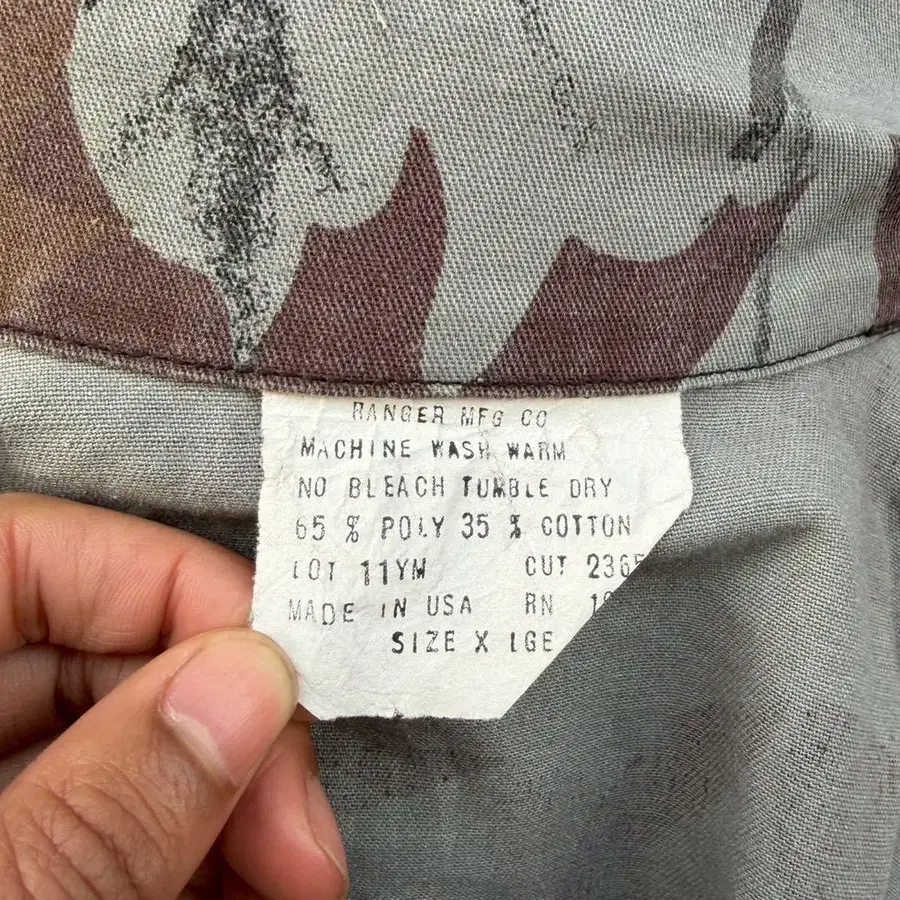 RANGER MFG CO
MACHINE WASH WARM
NO BLEACH TUMBLE DRY
65 % POLY 35 % COTTON
LOT 11YM CUT 2365
MADE IN USA RN
SIZE X LGE